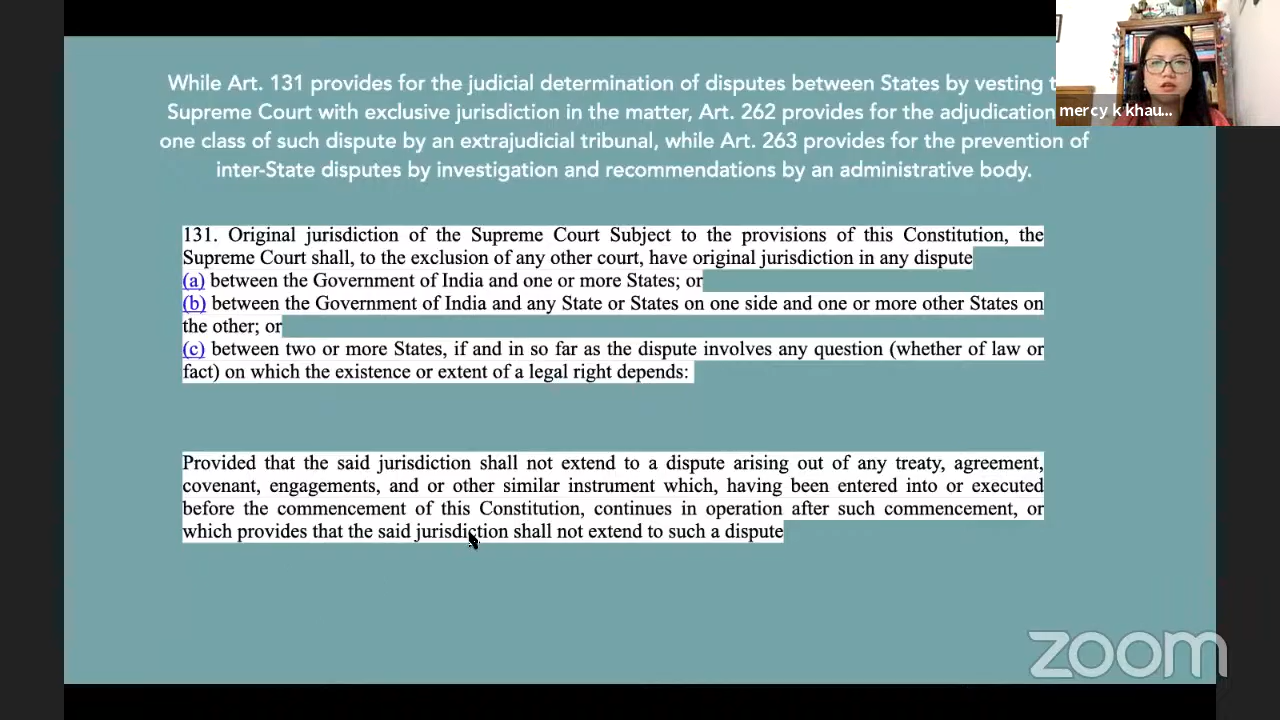 While Art. 131 provides for the judicial determination of disputes between States by vesting
Supreme Court with exclusive jurisdiction in the matter, Art. 262 provides for the adjudication
one class of such dispute by an extrajudicial tribunal, while Art. 263 provides for the prevention of
inter-State disputes by investigation and recommendations by an administrative body.
mercy k khau...
131. Original jurisdiction of the Supreme Court Subject to the provisions of this Constitution, the
Supreme Court shall, to the exclusion of any other court, have original jurisdiction in any dispute
(a) between the Government of India and one or more States; or
(b) between the Government of India and any State or States on one side and one or more other States on
the other; or
(c) between two or more States, if and in so far as the dispute involves any question (whether of law or
fact) on which the existence or extent of a legal right depends:
Provided that the said jurisdiction shall not extend to a dispute arising out of any treaty, agreement,
covenant, engagements, and or other similar instrument which, having been entered into or executed
before the commencement of this Constitution, continues in operation after such commencement, or
which provides that the said jurisdiction shall not extend to such a dispute
zoom